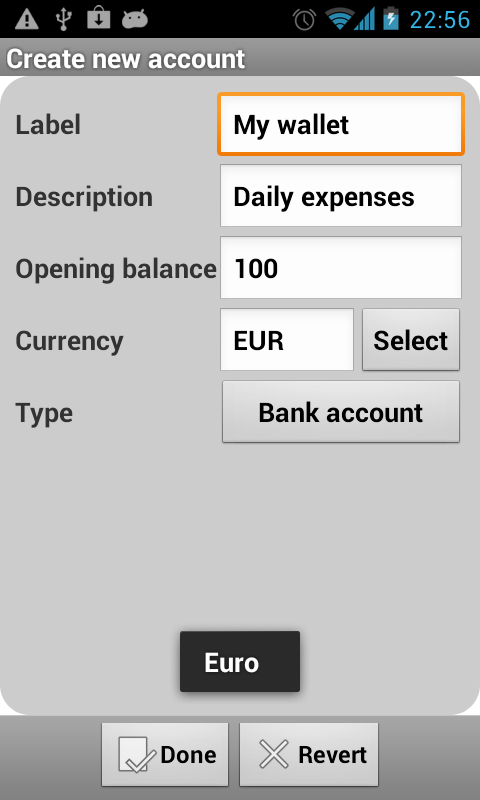 22:56
Create new account
Label My wallet
Description Daily expenses
Opening balance 100
Currency EUR Select
Type Bank account
Euro
Done Revert